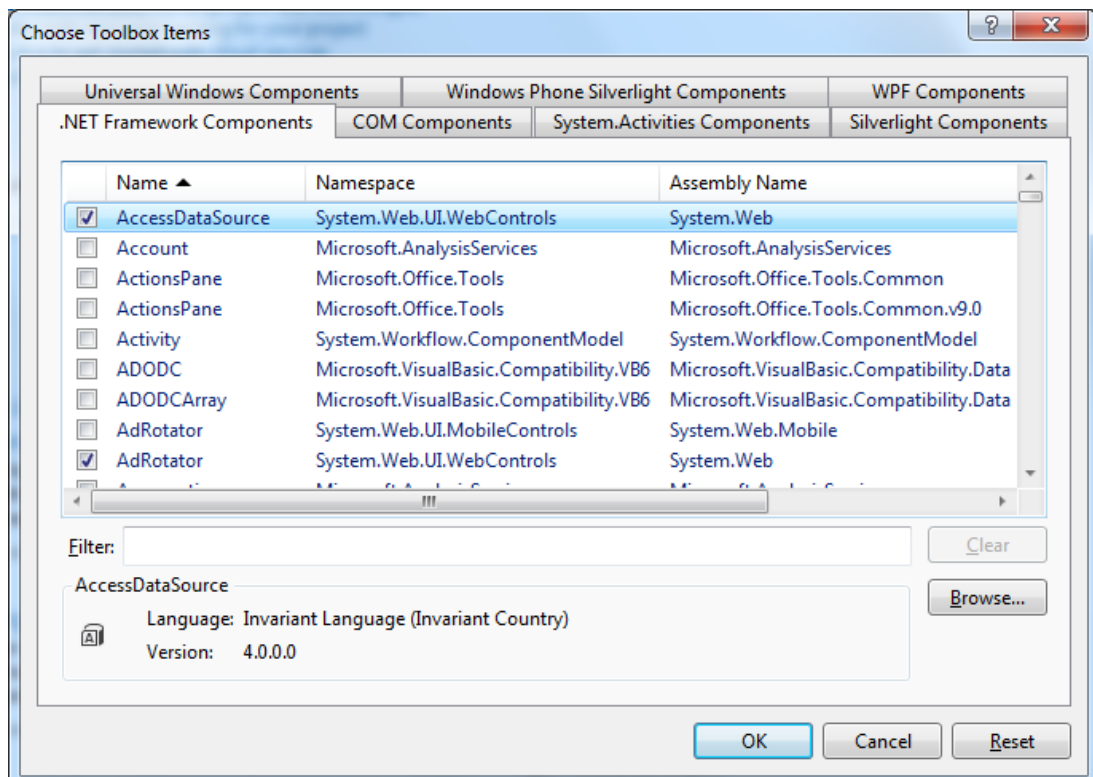 g for your project
Choose Toolbox Items
Universal Windows Components Windows Phone Silverlight Components WPF Components
.NET Framework Components COM Components System.Activities Components Silverlight Components
Name Namespace Assembly Name
AccessDataSource System.Web.UI.WebControls System.Web
Account Microsoft.AnalysisServices Microsoft.AnalysisServices
ActionsPane Microsoft.Office.Tools Microsoft.Office.Tools.Common
ActionsPane Microsoft.Office.Tools Microsoft.Office.Tools.Common.v9.0
Activity System.Workflow.ComponentModel System.Workflow.ComponentModel
ADODC Microsoft.VisualBasic.Compatibility.VB6 Microsoft.VisualBasic.Compatibility.Data
ADODCArray Microsoft.VisualBasic.Compatibility.VB6 Microsoft.VisualBasic.Compatibility.Data
AdRotator System.Web.UI.MobileControls System.Web.Mobile
AdRotator System.Web.UI.WebControls System.Web
Filter: Clear
AccessDataSource
Browse...
Language: Invariant Language (Invariant Country)
Version: 4.0.0.0
OK Cancel Reset